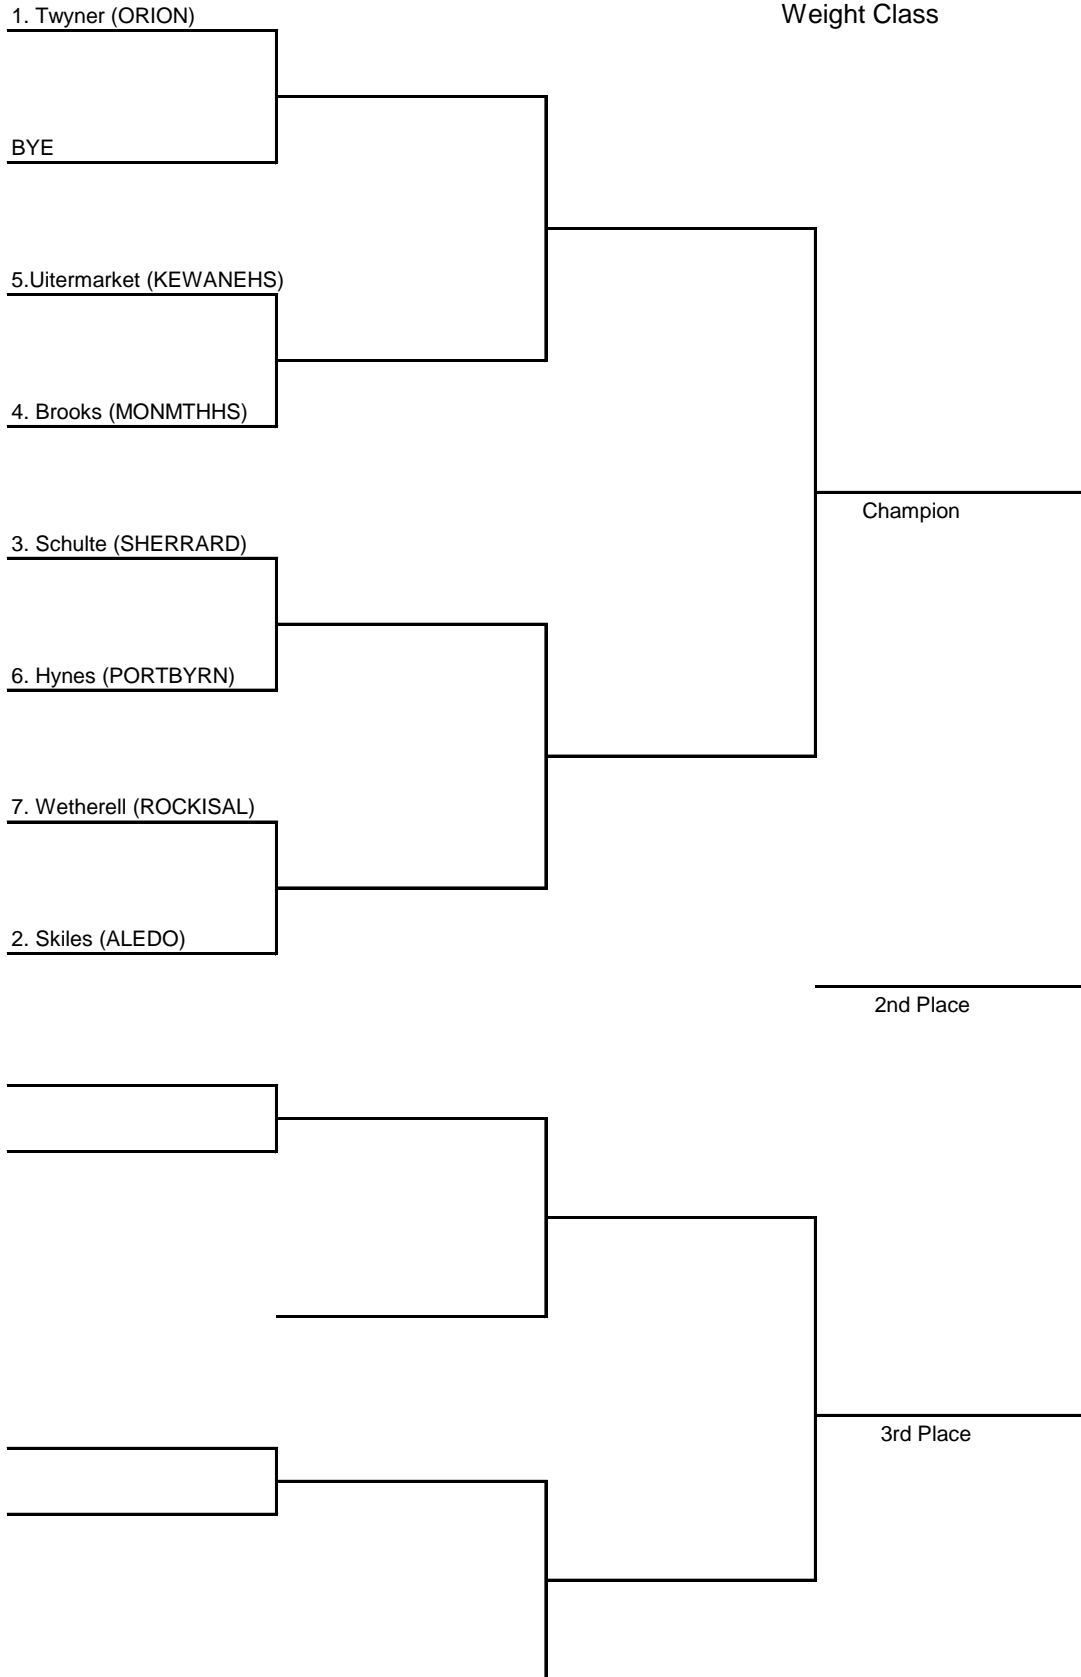 1. Twyner (ORION)
Weight Class
BYE
5.Uitermarket (KEWANEHS)
4. Brooks (MONMTHHS)
Champion
3. Schulte (SHERRARD)
6. Hynes (PORTBYRN)
7. Wetherell (ROCKISAL)
2. Skiles (ALEDO)
2nd Place
3rd Place